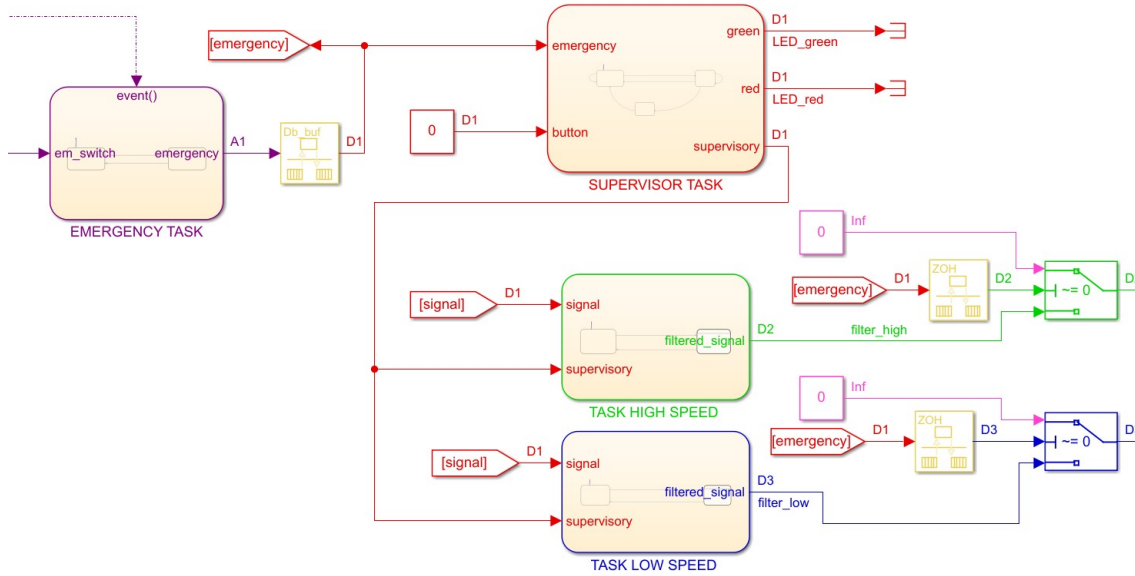 [emergency]
event()
em_switch
emergency
A1
Db_buf
D1
EMERGENCY TASK
0
D1
emergency
button
green
red
supervisory
D1
LED_green
D1
LED_red
D1
SUPERVISOR TASK
[signal]
D1
signal
supervisory
filtered_signal
D2
filter_high
TASK HIGH SPEED
0
Inf
[emergency]
D1
ZOH
D2
~= 0
D
[signal]
D1
signal
supervisory
filtered_signal
D3
filter_low
TASK LOW SPEED
0
Inf
[emergency]
D1
ZOH
D3
~= 0
D